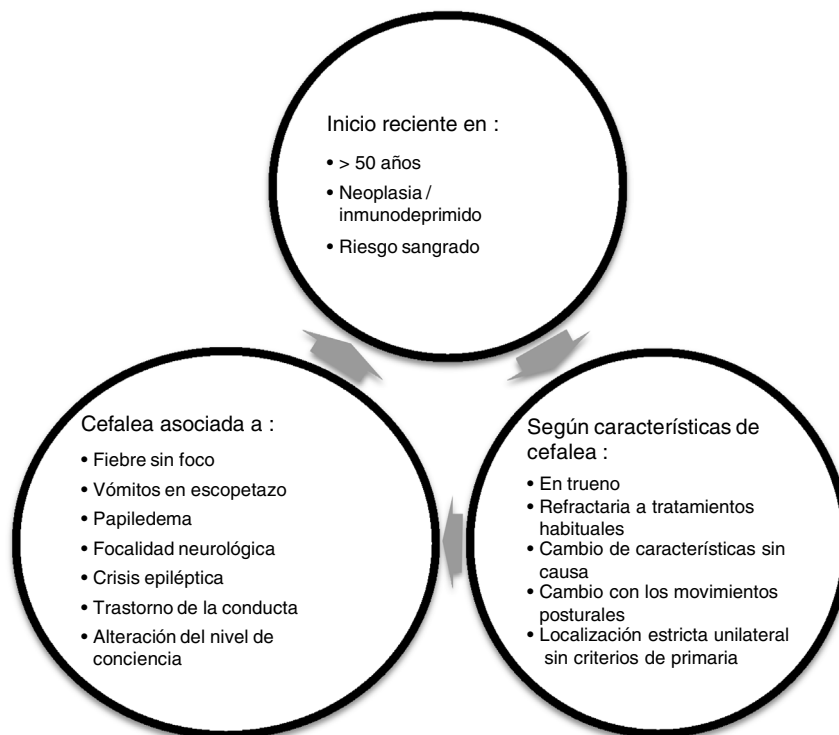 Inicio reciente en :
• > 50 años
• Neoplasia /
inmunodeprimido
• Riesgo sangrado
Cefalea asociada a :
• Fiebre sin foco
• Vómitos en escopetazo
• Papiledema
• Focalidad neurológica
• Crisis epiléptica
• Trastorno de la conducta
• Alteración del nivel de
conciencia
Según características de
cefalea :
• En trueno
• Refractaria a tratamientos
habituales
• Cambio de características sin
causa
• Cambio con los movimientos
posturales
• Localización estricta unilateral
sin criterios de primaria